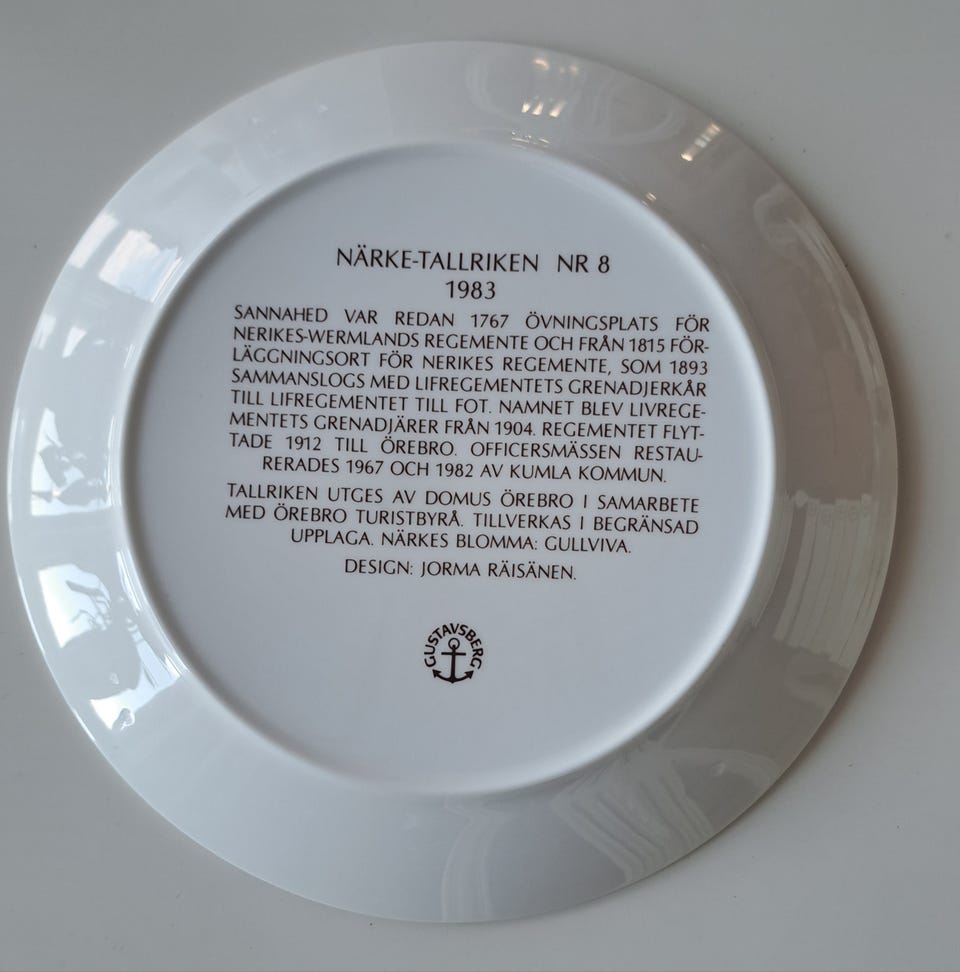 NÄRKE-TALLRIKEN NR 8
1983
SANNAHED VAR REDAN 1767 ÖVNINGSPLATS FÖR
NERIKES-WERMLANDS REGEMENTE OCH FRÅN 1815 FÖR-
LÄGGNINGSORT FÖR NERIKES REGEMENTE, SOM 1893
SAMMANSLOGS MED LIFREGEMENTETS GRENADJERKÅR
TILL LIFREGEMENTET TILL FOT. NAMNET BLEV LIVREGE-
MENTETS GRENADJÄRER FRÅN 1904. REGEMENTET FLYT-
TADE 1912 TILL ÖREBRO. OFFICERSMÄSSEN RESTAU-
RERADES 1967 OCH 1982 AV KUMLA KOMMUN.
TALLRIKEN UTGES AV DOMUS ÖREBRO I SAMARBETE
MED ÖREBRO TURISTBYRÅ. TILLVERKAS I BEGRÄNSAD
UPPLAGA. NÄRKES BLOMMA: GULLVIVA.
DESIGN: JORMA RÄISÄNEN.
GUSTAVSBERG